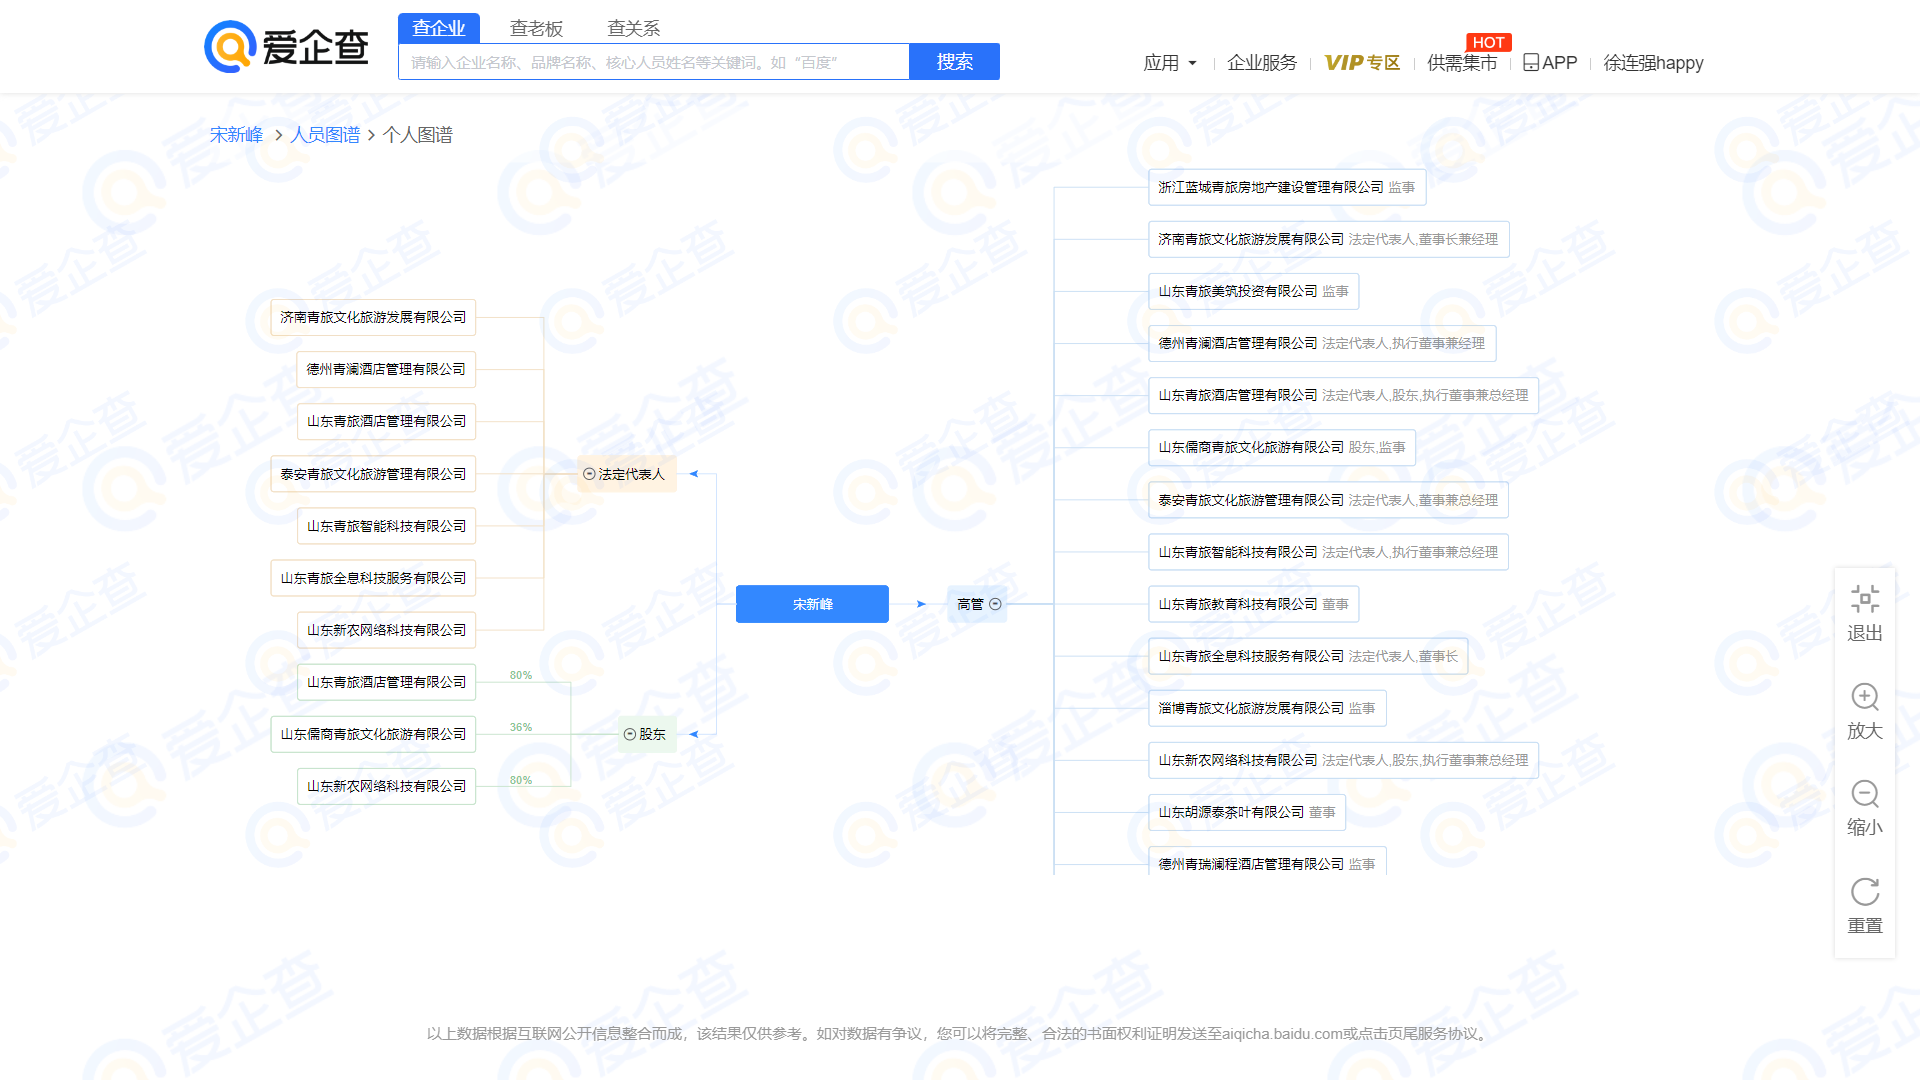 爱企查
查企业
查老板
查关系
请输入企业名称、品牌名称、核心人员姓名等关键词。如“百度”
搜索
应用
企业服务
VIP专区
供需集市
HOT
APP
徐连强happy
宋新峰 > 人员图谱 > 个人图谱
济南青旅文化旅游发展有限公司
德州青澜酒店管理有限公司
山东青旅酒店管理有限公司
泰安青旅文化旅游管理有限公司
山东青旅智能科技有限公司
山东青旅全息科技服务有限公司
山东新农网络科技有限公司
法定代表人
山东青旅酒店管理有限公司
80%
山东儒商青旅文化旅游有限公司
36%
山东新农网络科技有限公司
80%
股东
宋新峰
高管
浙江蓝城青旅房地产建设管理有限公司 监事
济南青旅文化旅游发展有限公司 法定代表人,董事长兼经理
山东青旅美筑投资有限公司 监事
德州青澜酒店管理有限公司 法定代表人,执行董事兼经理
山东青旅酒店管理有限公司 法定代表人,股东,执行董事兼总经理
山东儒商青旅文化旅游有限公司 股东,监事
泰安青旅文化旅游管理有限公司 法定代表人,董事兼总经理
山东青旅智能科技有限公司 法定代表人,执行董事兼总经理
山东青旅教育科技有限公司 董事
山东青旅全息科技服务有限公司 法定代表人,董事长
淄博青旅文化旅游发展有限公司 监事
山东新农网络科技有限公司 法定代表人,股东,执行董事兼总经理
山东胡源泰茶叶有限公司 董事
德州青瑞澜程酒店管理有限公司 监事
退出
放大
缩小
重置
以上数据根据互联网公开信息整合而成，该结果仅供参考。如对数据有争议，您可以将完整、合法的书面权利证明发送至aiqicha.baidu.com或点击页尾服务协议。